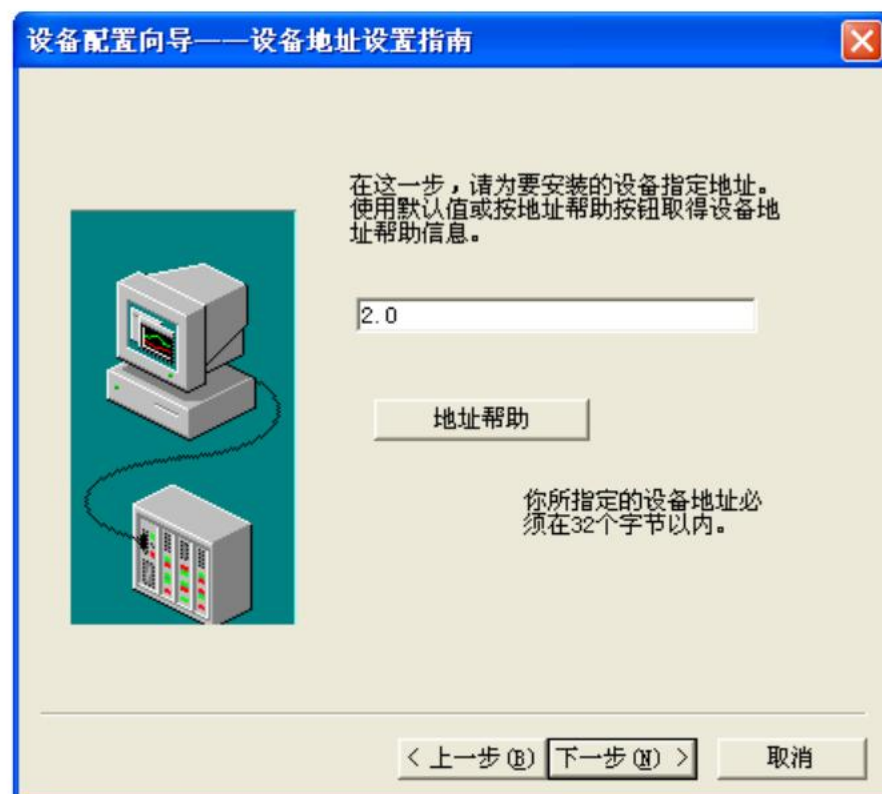 设备配置向导——设备地址设置指南
在这一步，请为要安装的设备指定地址。
使用默认值或按地址帮助按钮取得设备地
址帮助信息。
2.0
地址帮助
你所指定的设备地址必
须在32个字节以内。
< 上一步(B) 下一步(N) > 取消